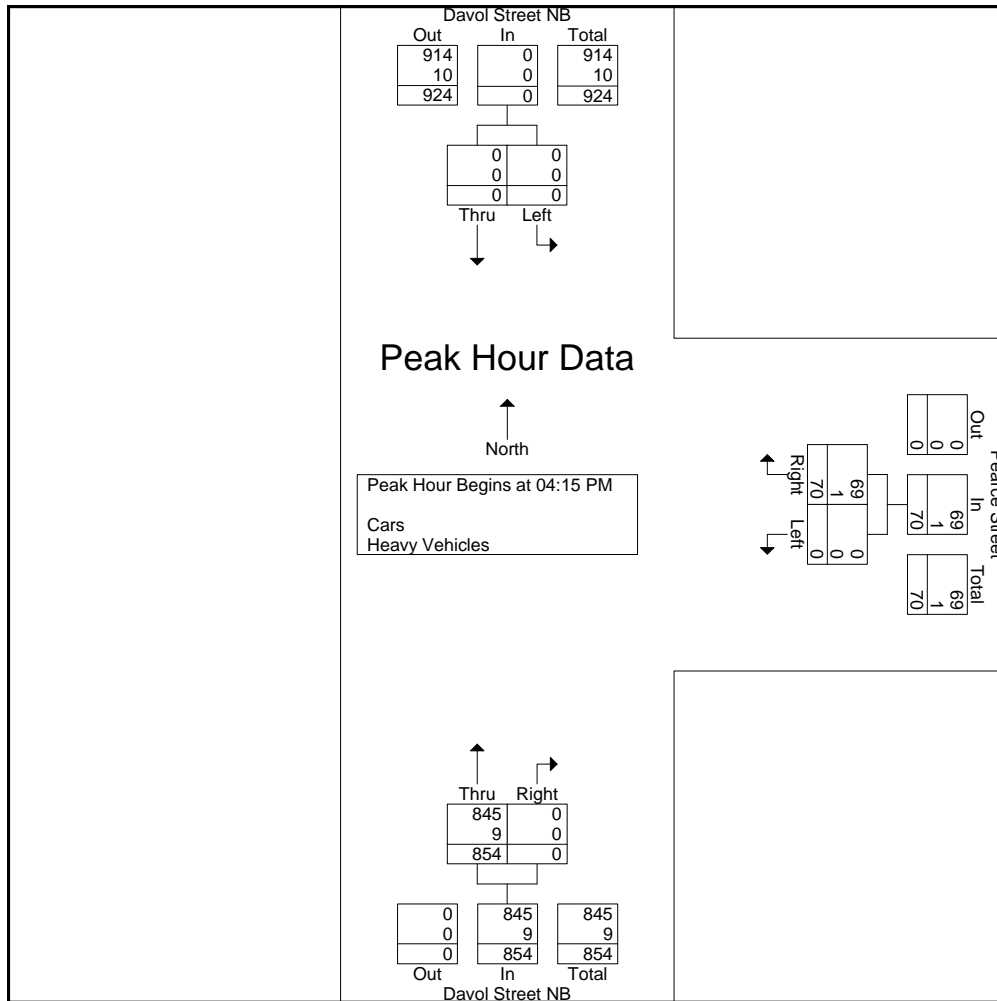 Davol Street NB
Out In Total
914 0 914
10 0 10
924 0 924
0 0
0 0
0 0
Thru Left
Peak Hour Data
North
Peak Hour Begins at 04:15 PM
Cars
Heavy Vehicles
Right Left
69 0
1 0
70 0
Pearce Street
Out In Total
0 69 69
0 1 1
0 70 70
Thru Right
845 0
9 0
854 0
0 845 845
0 9 9
0 854 854
Out In Total
Davol Street NB